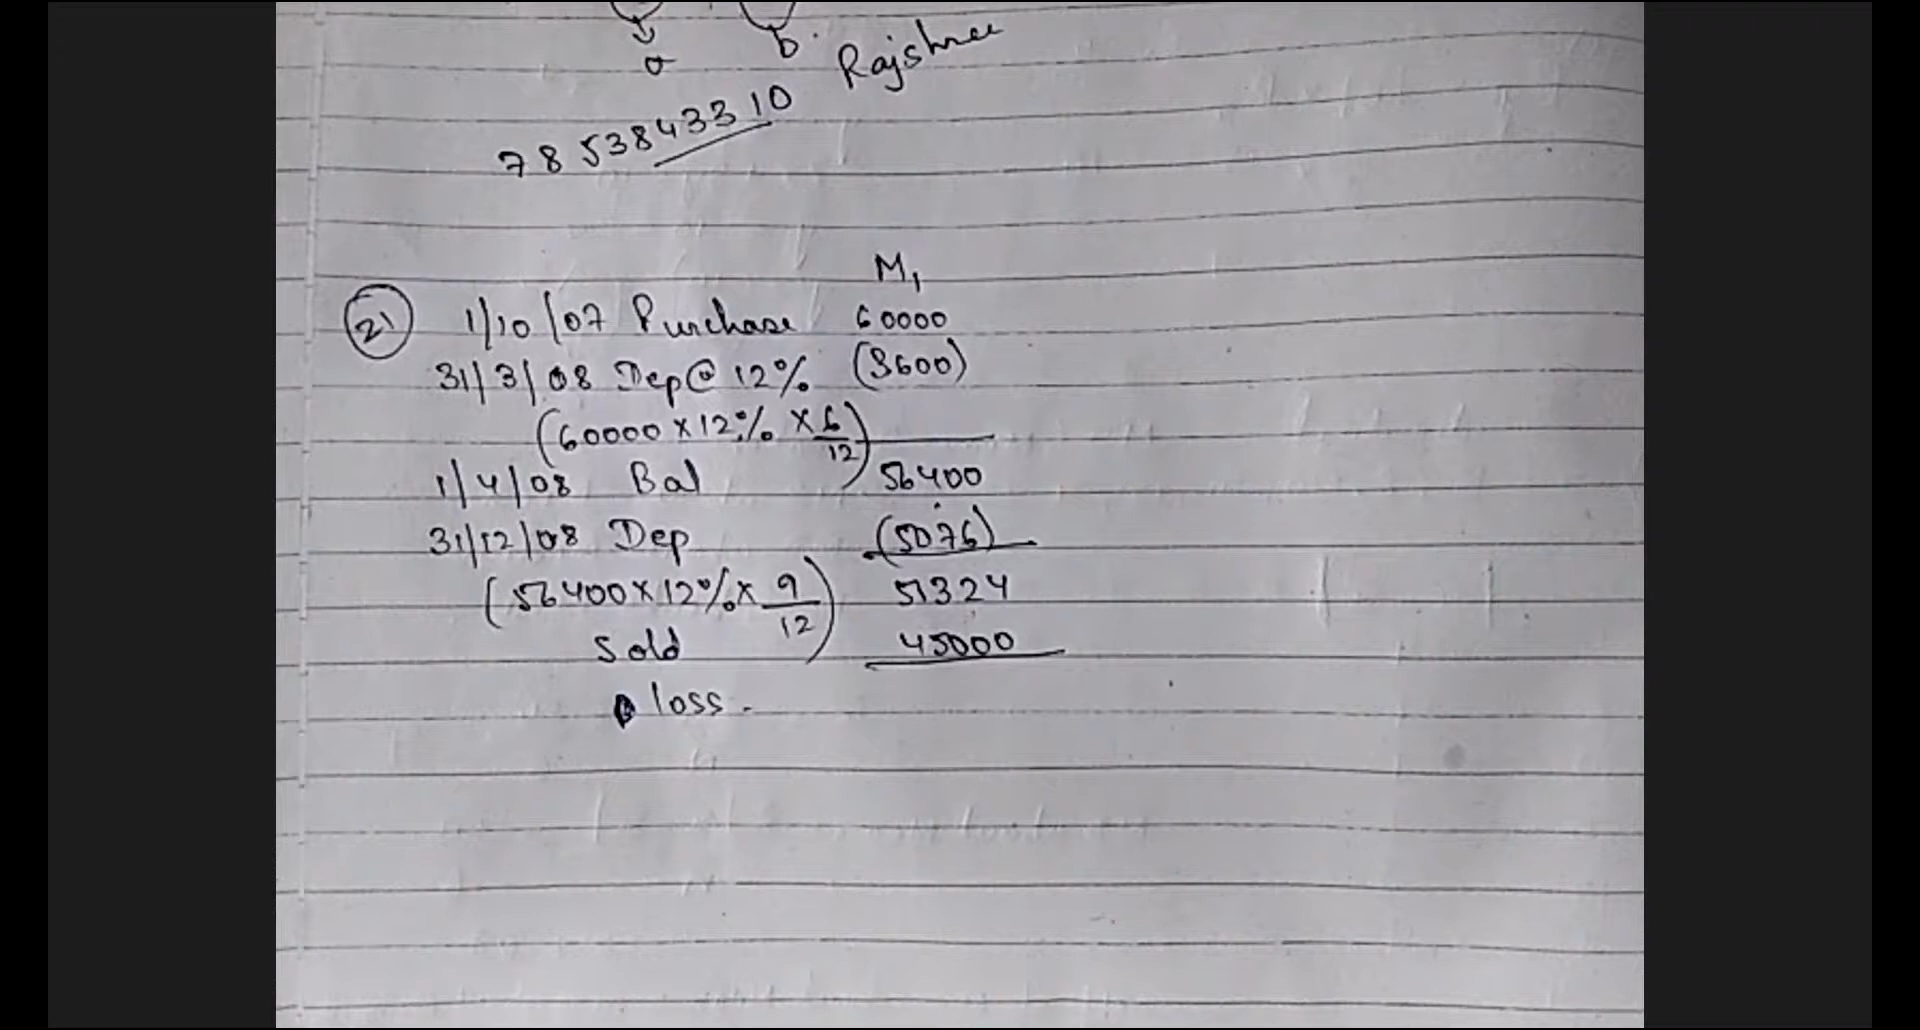 a b.
Rajshree
7853843310
M₁
(21) 1/10/07 Purchase 60000
31/3/08 Dep@12% (3600)
(60000×12%×6/12)
1/4/08 Bal 56400
31/12/08 Dep (5076)
(56400×12%×9/12) 51324
Sold 45000
loss.